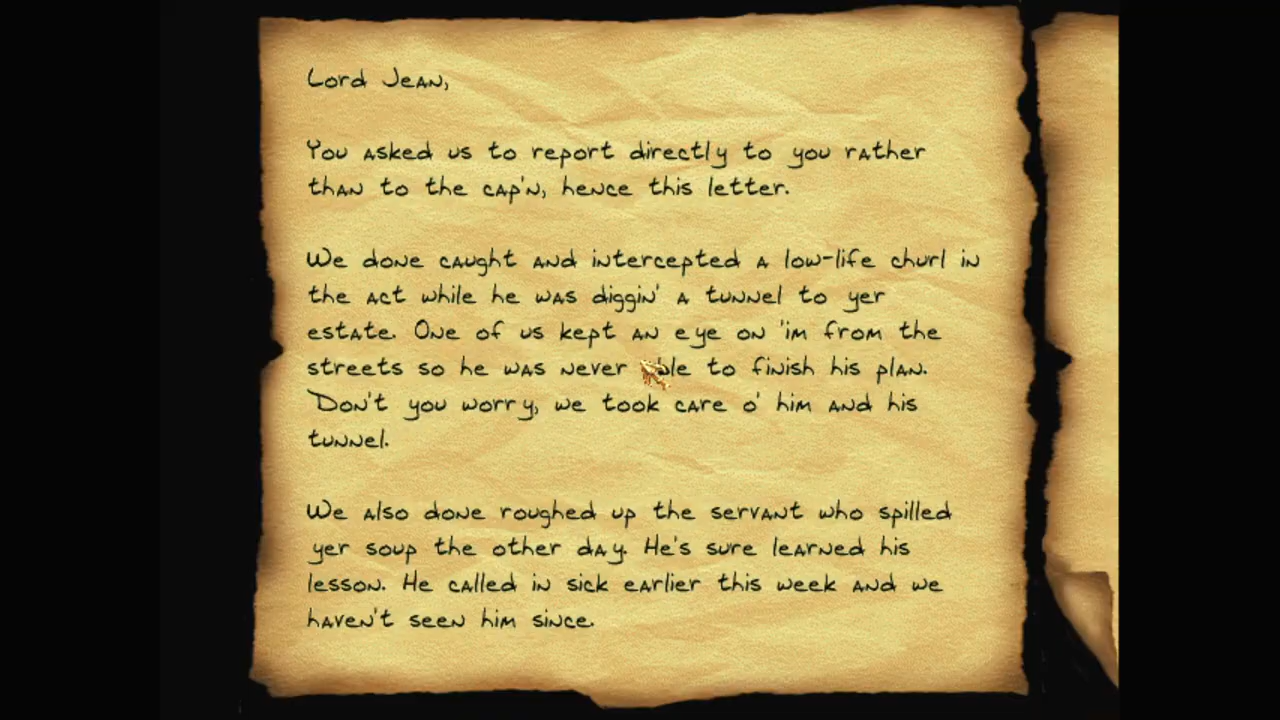 Lord Jean,
You asked us to report directly to you rather
than to the cap'n, hence this letter.
We done caught and intercepted a low-life churl in
the act while he was diggin' a tunnel to yer
estate. One of us kept an eye on 'im from the
streets so he was never to finish his plan.
Don't you worry, we took care o' him and his
tunnel.
We also done roughed up the servant who spilled
yer soup the other day. He's sure learned his
lesson. He called in sick earlier this week and we
haven't seen him since.